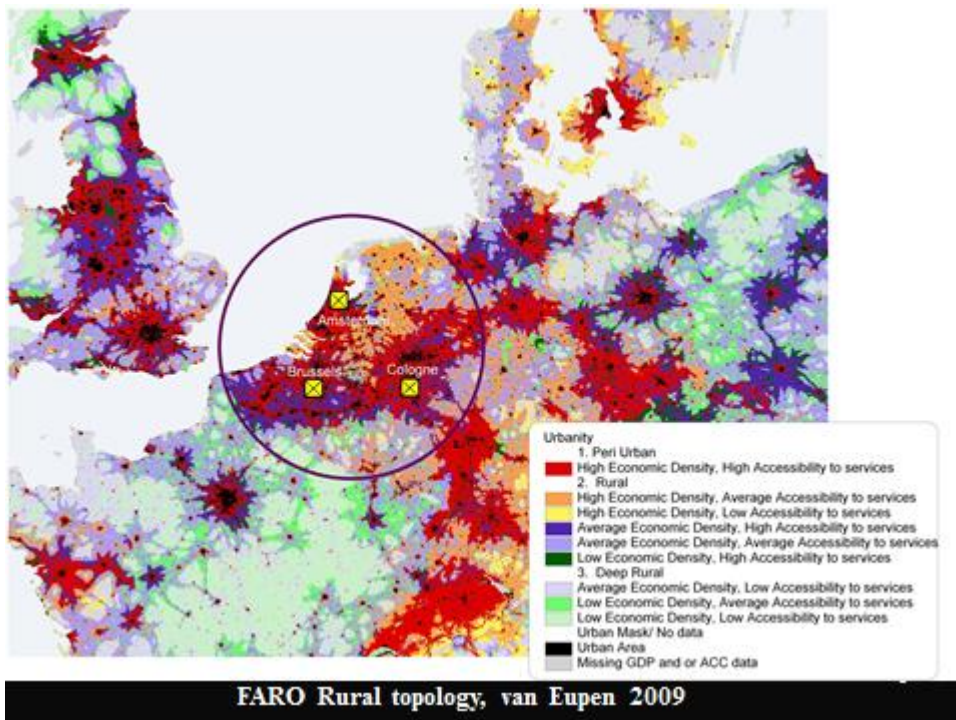 Amsterdam
Brussels
Cologne
Urbanity
1. Peri Urban
High Economic Density, High Accessibility to services
2. Rural
High Economic Density, Average Accessibility to services
High Economic Density, Low Accessibility to services
Average Economic Density, High Accessibility to services
Average Economic Density, Average Accessibility to services
Low Economic Density, High Accessibility to services
3. Deep Rural
Average Economic Density, Low Accessibility to services
Low Economic Density, Average Accessibility to services
Low Economic Density, Low Accessibility to services
Urban Mask/ No data
Urban Area
Missing GDP and or ACC data
FARO Rural topology, van Eupen 2009